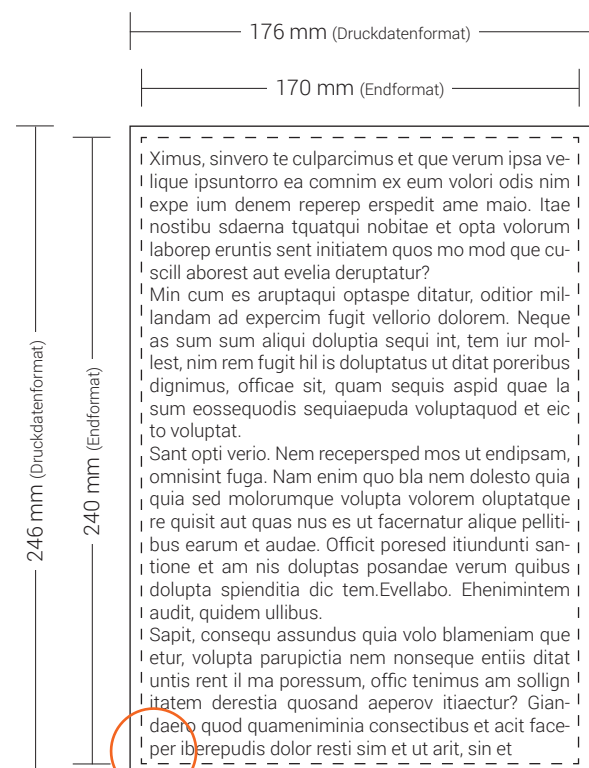 176 mm (Druckdatenformat)
170 mm (Endformat)
246 mm (Druckdatenformat)
240 mm (Endformat)
Ximus, sinvero te culparcimus et que verum ipsa ve-
lique ipsuntorro ea comnim ex eum volori odis nim
expe ium denem reperep erspedit ame maio. Itae
nostibu sdaerna tquatqui nobitae et opta volorum
laborep eruntis sent initiatem quos mo mod que cu-
scill aborest aut evelia deruptatur?
Min cum es aruptaqui optaspe ditatur, oditior mil-
landam ad expercim fugit vellorio dolorem. Neque
as sum sum aliqui doluptia sequi int, tem iur mol-
lest, nim rem fugit hil is doluptatus ut ditat poreribus
dignimus, officae sit, quam sequis aspid quae la
sum eossequodis sequiaepuda voluptaquod et eic
to voluptat.
Sant opti verio. Nem recepersped mos ut endipsam,
omnisint fuga. Nam enim quo bla nem dolesto quia
quia sed molorumque volupta volorem oluptatque
re quisit aut quas nus es ut facernatur alique pelliti-
bus earum et audae. Officit poresed itiundunti san-
tione et am nis doluptas posandae verum quibus
dolupta spienditia dic tem.Evellabo. Ehenimintem
audit, quidem ullibus.
Sapit, consequ assundus quia volo blameniam que
etur, volupta parupictia nem nonseque entiis ditat
untis rent il ma poressum, offic tenimus am sollign
itatem derestia quosand aeperov itiaectur? Gian-
daero quod quameniminia consectibus et acit face-
per iberepudis dolor resti sim et ut arit, sin et